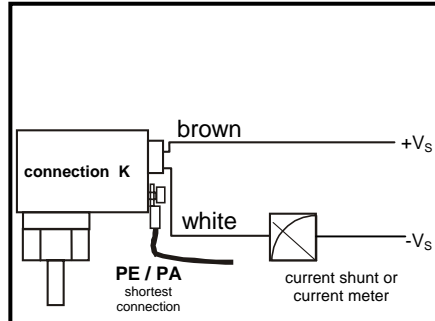 brown
+VS
connection K
white
-VS
PE / PA
shortest
connection
current shunt or
current meter